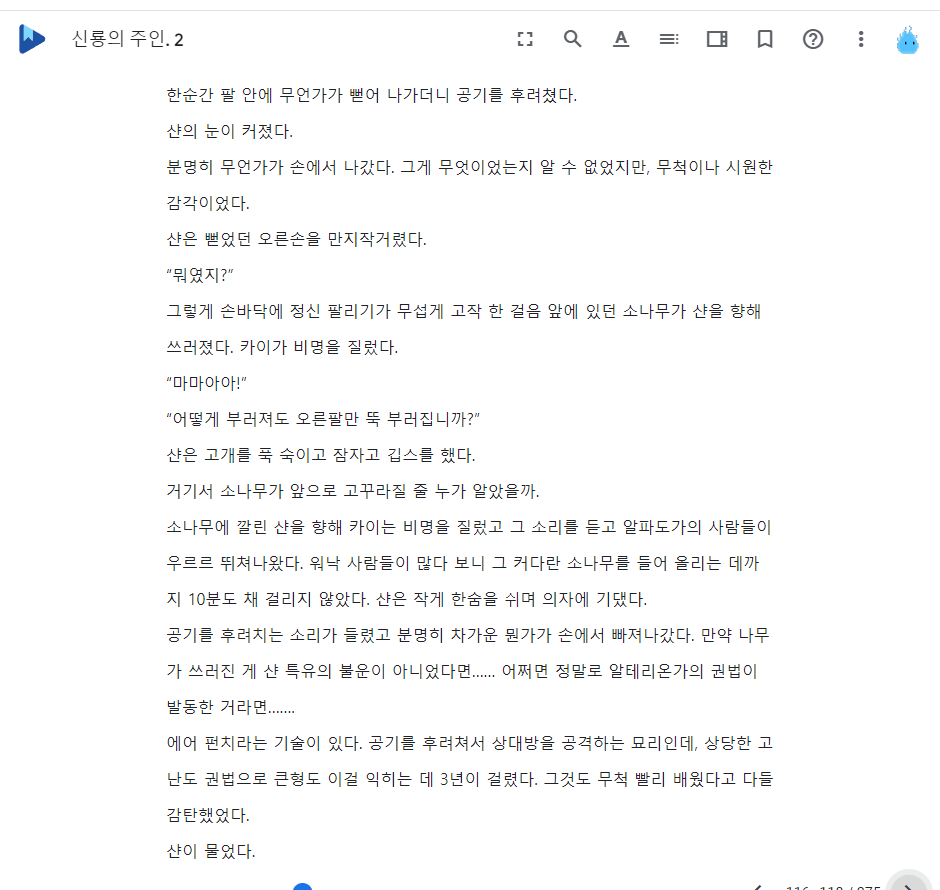 신룡의 주인. 2
한순간 팔 안에 무언가가 뻗어 나가더니 공기를 후려쳤다.
샨의 눈이 커졌다.
분명히 무언가가 손에서 나갔다. 그게 무엇이었는지 알 수 없었지만, 무척이나 시원한
감각이었다.
샨은 뻗었던 오른손을 만지작거렸다.
“뭐였지?”
그렇게 손바닥에 정신 팔리기가 무섭게 고작 한 걸음 앞에 있던 소나무가 샨을 향해
쓰러졌다. 카이가 비명을 질렀다.
“마마아아!”
“어떻게 부러져도 오른팔만 뚝 부러집니까?”
샨은 고개를 푹 숙이고 잠자고 깁스를 했다.
거기서 소나무가 앞으로 고꾸라질 줄 누가 알았을까.
소나무에 깔린 샨을 향해 카이는 비명을 질렀고 그 소리를 듣고 알파도가의 사람들이
우르르 뛰쳐나왔다. 워낙 사람들이 많다 보니 그 커다란 소나무를 들어 올리는 데까
지 10분도 채 걸리지 않았다. 샨은 작게 한숨을 쉬며 의자에 기댔다.
공기를 후려치는 소리가 들렸고 분명히 차가운 뭔가가 손에서 빠져나갔다. 만약 나무
가 쓰러진 게 샨 특유의 불운이 아니었다면…… 어쩌면 정말로 알테리온가의 권법이
발동한 거라면…….
에어 펀치라는 기술이 있다. 공기를 후려쳐서 상대방을 공격하는 묘리인데, 상당한 고
난도 권법으로 큰형도 이걸 익히는 데 3년이 걸렸다. 그것도 무척 빨리 배웠다고 다들
감탄했었다.
샨이 물었다.